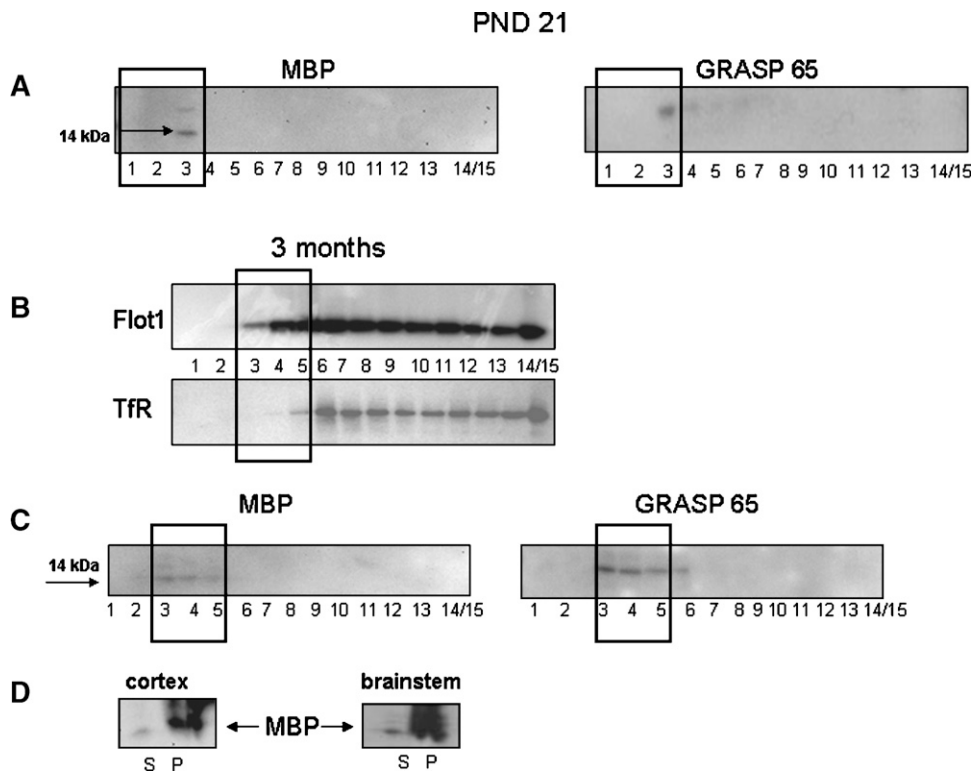 PND 21
A
MBP
GRASP 65
14 kDa
1 2 3 4 5 6 7 8 9 10 11 12 13 14/15
1 2 3 4 5 6 7 8 9 10 11 12 13 14/15
3 months
B
Flot1
1 2 3 4 5 6 7 8 9 10 11 12 13 14/15
TfR
C
MBP
GRASP 65
14 kDa
1 2 3 4 5 6 7 8 9 10 11 12 13 14/15
1 2 3 4 5 6 7 8 9 10 11 12 13 14/15
D
cortex
brainstem
MBP
S P
S P